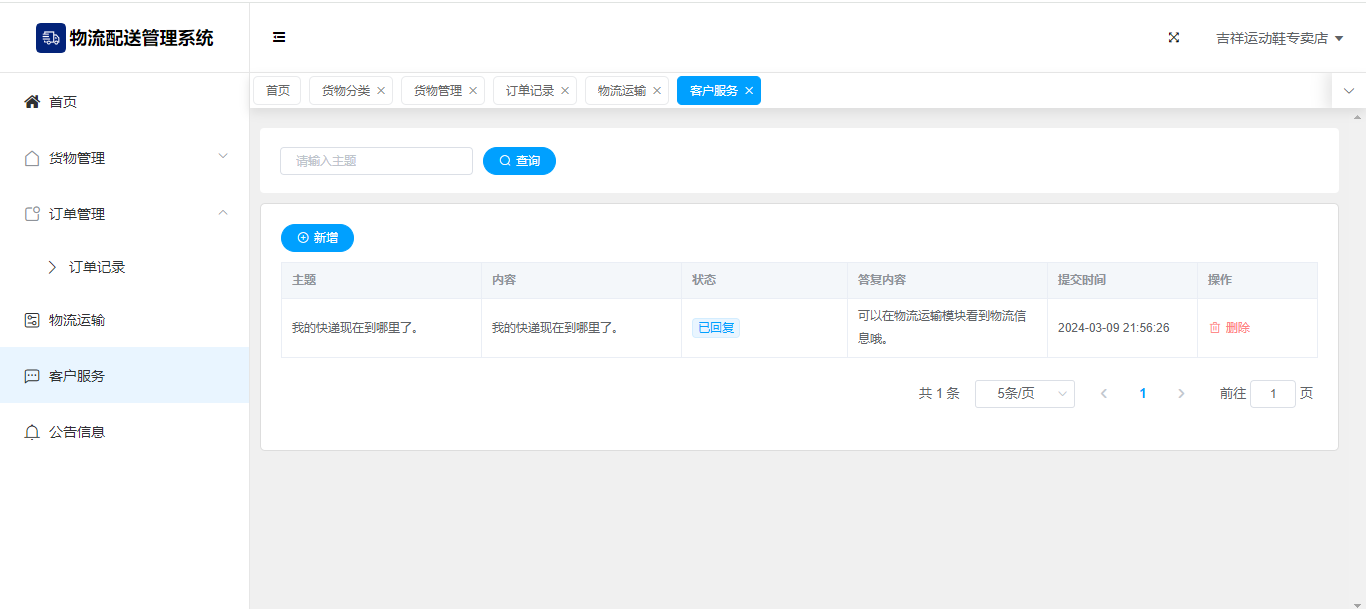 物流配送管理系统
吉祥运动鞋专卖店
首页
货物管理
订单管理
订单记录
物流运输
客户服务
公告信息
首页 货物分类 货物管理 订单记录 物流运输 客户服务
请输入主题 查询
新增
主题 内容 状态 答复内容 提交时间 操作
我的快递现在到哪里了。 我的快递现在到哪里了。 已回复 可以在物流运输模块看到物流信
息哦。 2024-03-09 21:56:26 删除
共 1 条 5条/页 1 前往 1 页